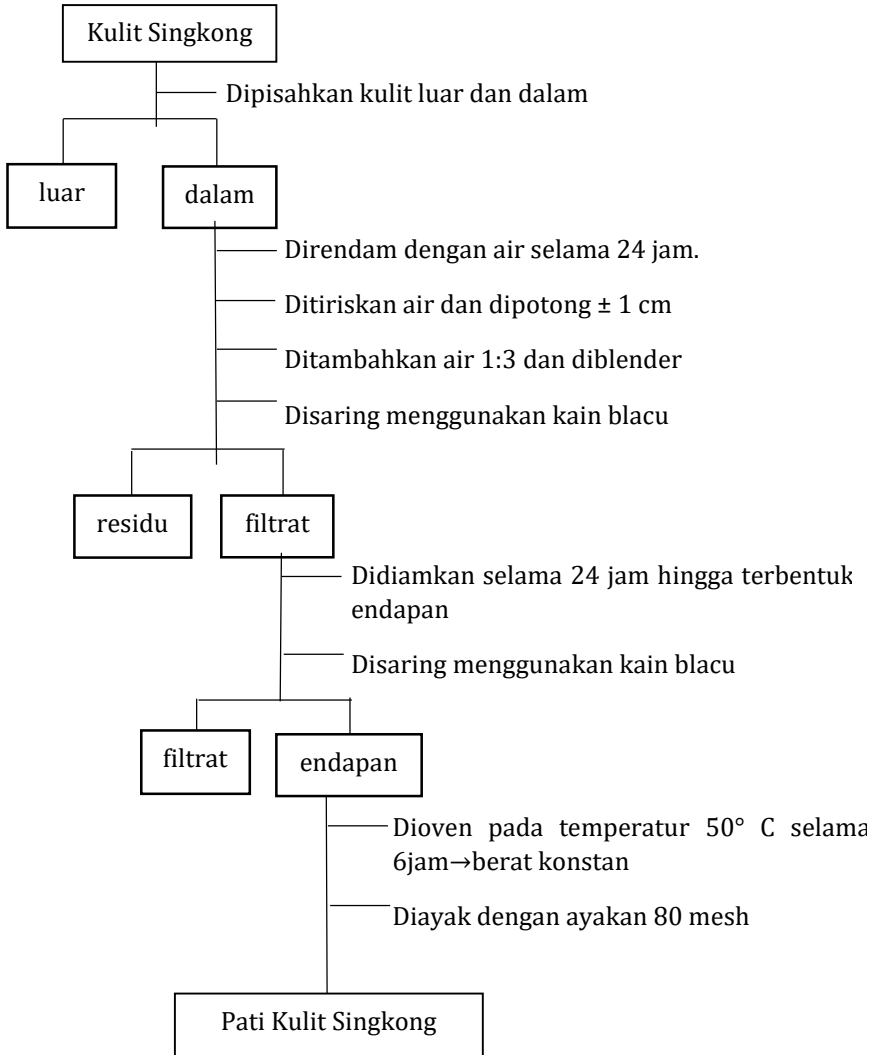 Kulit Singkong
Dipisahkan kulit luar dan dalam
luar
dalam
Direndam dengan air selama 24 jam.
Ditiriskan air dan dipotong ± 1 cm
Ditambahkan air 1:3 dan diblender
Disaring menggunakan kain blacu
residu
filtrat
Didiamkan selama 24 jam hingga terbentuk
endapan
Disaring menggunakan kain blacu
filtrat
endapan
Dioven pada temperatur 50° C selama
6jam→berat konstan
Diayak dengan ayakan 80 mesh
Pati Kulit Singkong